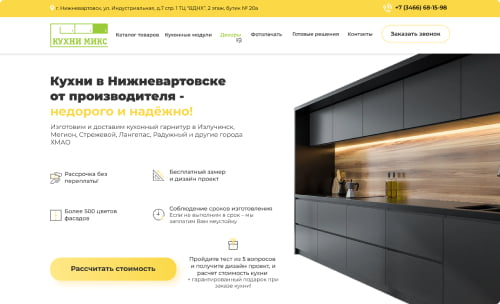 г. Нижневартовск, ул. Индустриальная, д.7 стр. 1 ТЦ "ВДНХ", 2 этаж, бутик № 20а
+7 (3466) 68-15-98
КУХНИ МИКС
Каталог товаров
Кухонные модули
Декоры
Фотопечать
Готовые решения
Контакты
Заказать звонок
Кухни в Нижневартовске
от производителя -
недорого и надёжно!
Изготовим и доставим кухонный гарнитур в Излучинск,
Мегион, Стрежевой, Лангепас, Радужный и другие города
ХМАО
Рассрочка без
переплаты!
Бесплатный замер
и дизайн проект
Более 500 цветов
фасадов
Соблюдение сроков изготовления
Если не выполним в срок - мы
заплатим Вам неустойку
Рассчитать стоимость
Пройдите тест из 5 вопросов
и получите дизайн проект, и
расчет стоимость кухни
+ гарантированный подарок при
заказе кухни!